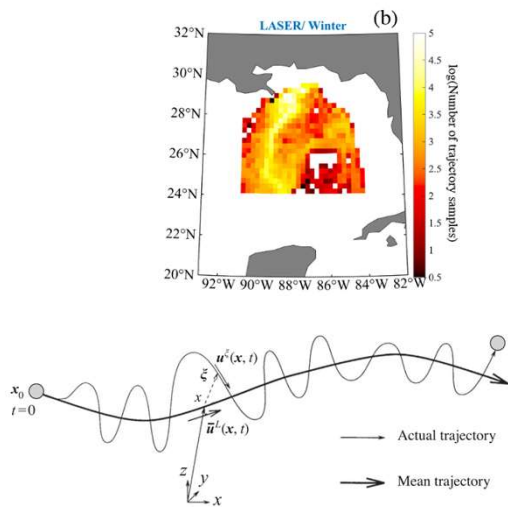 LASER/ Winter
(b)
32°N
30°N
28°N
26°N
24°N
22°N
20°N
92°W 90°W 88°W 86°W 84°W 82°W
5
4.5
4
3.5
3
2.5
2
1.5
1
0.5
log(Number of trajectory samples)
x₀
t=0
u^ξ(x, t)
ξ
x
ū^L(x, t)
z
y
x
Actual trajectory
Mean trajectory